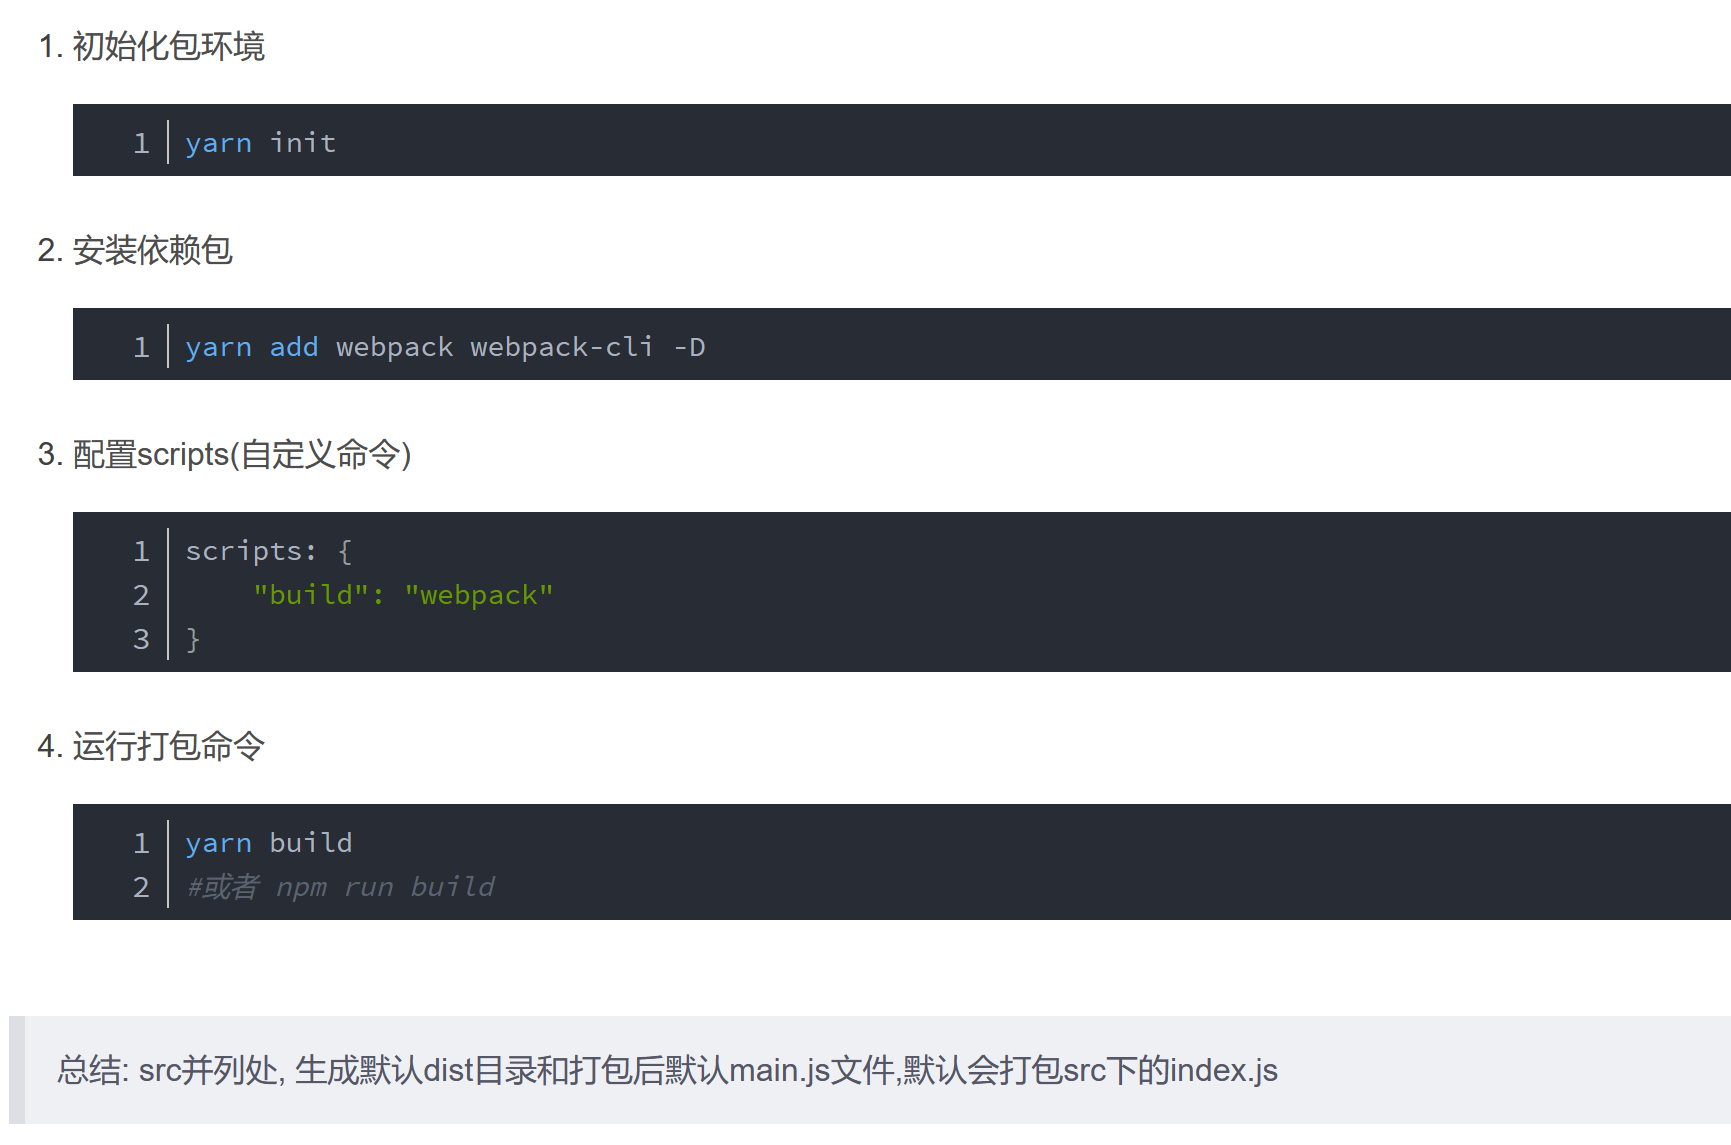 1. 初始化包环境
1 yarn init
2. 安装依赖包
1 yarn add webpack webpack-cli -D
3. 配置scripts(自定义命令)
1 scripts: {
2     "build": "webpack"
3 }
4. 运行打包命令
1 yarn build
2 #或者 npm run build
总结: src并列处, 生成默认dist目录和打包后默认main.js文件,默认会打包src下的index.js